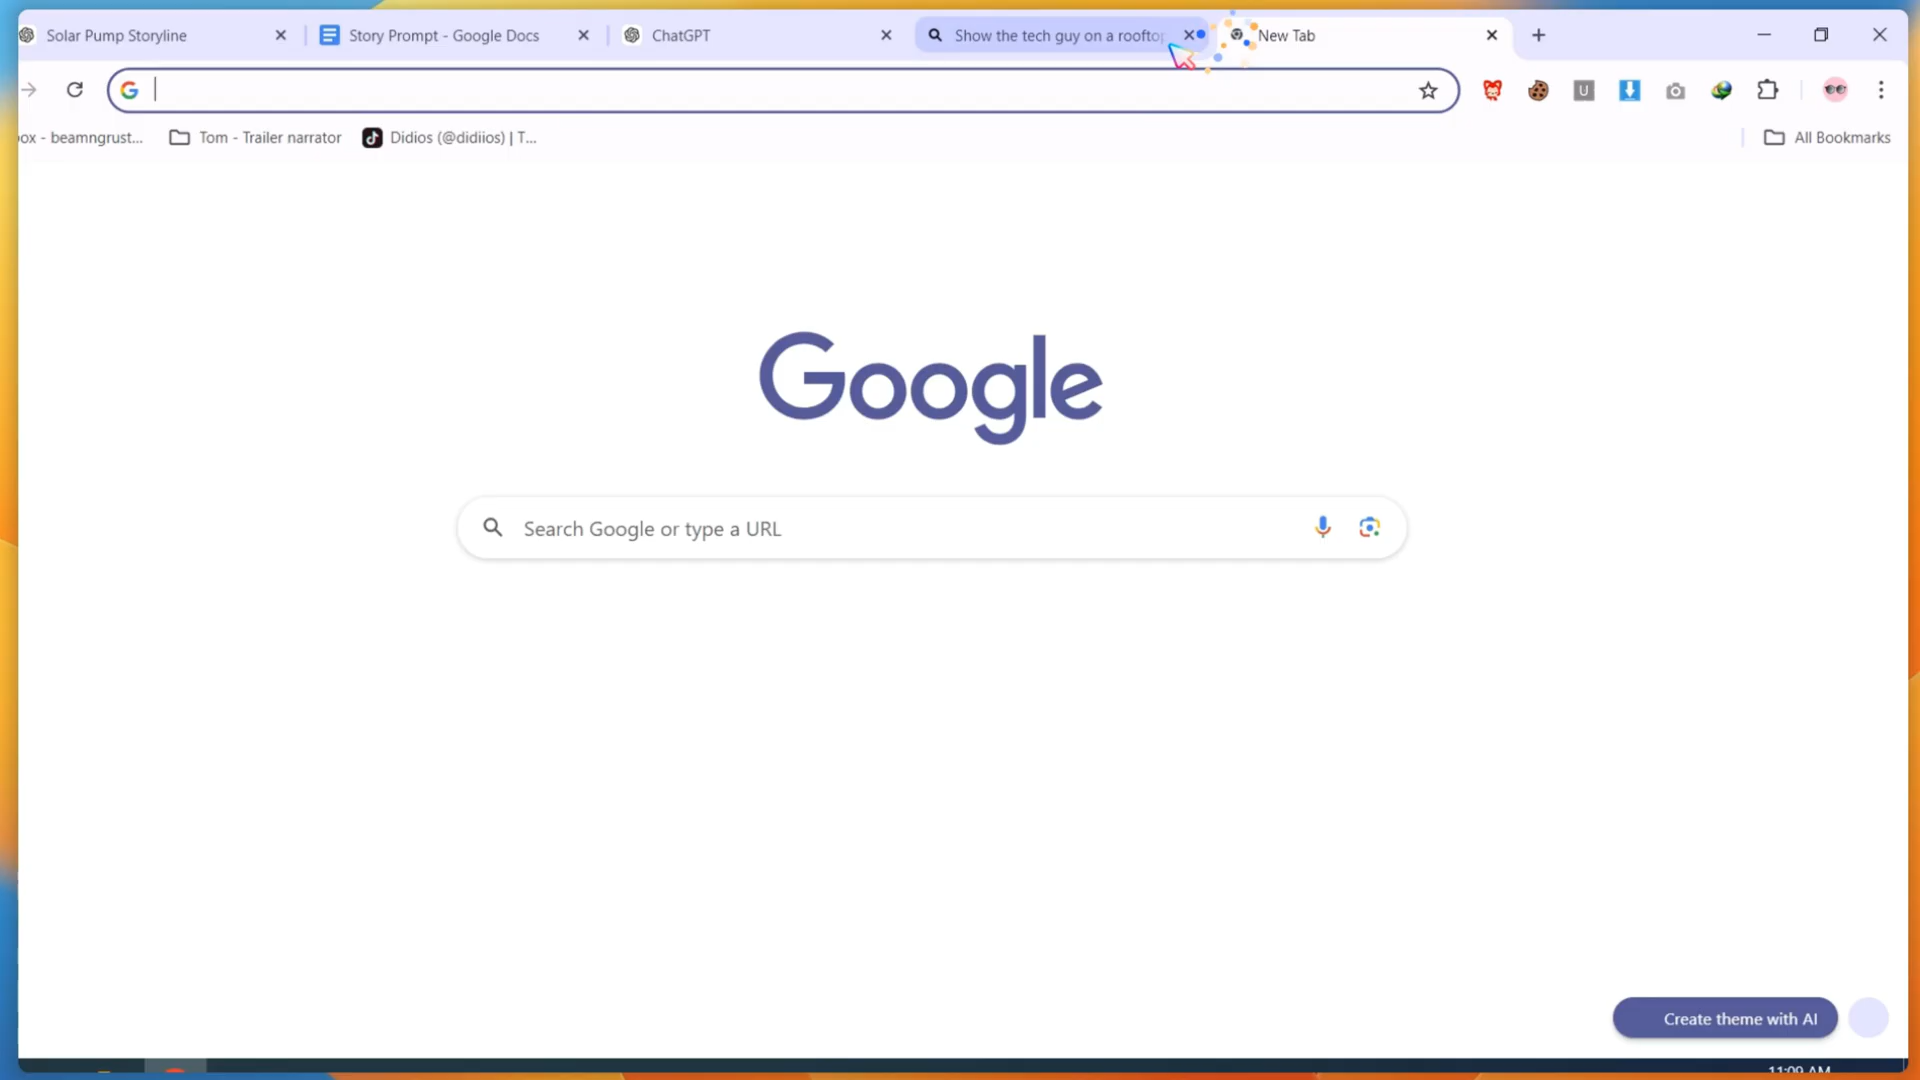 Solar Pump Storyline
Story Prompt - Google Docs
ChatGPT
Show the tech guy on a rooftop
New Tab
ox - beamngrust...
Tom - Trailer narrator
Didios (@didiios) | T...
All Bookmarks
Google
Search Google or type a URL
Create theme with AI
11:09 AM